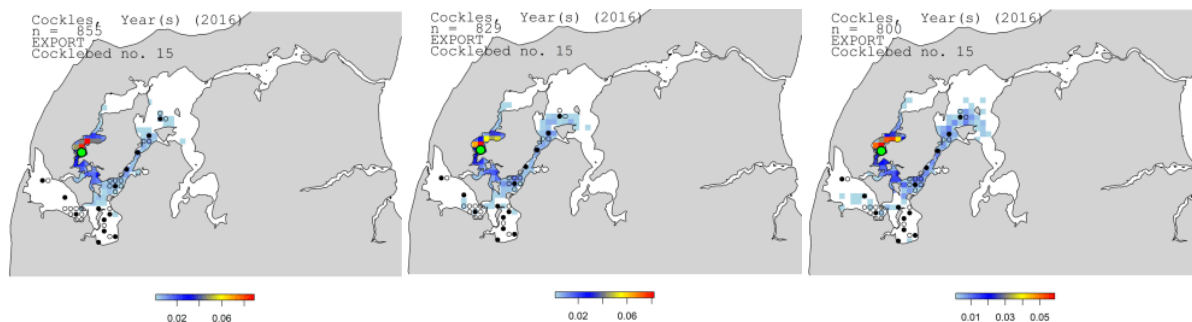 Cockles, Year(s) (2016)
n = 855
EXPORT
Cocklebed no. 15
0.02 0.06
Cockles, Year(s) (2016)
n = 829
EXPORT
Cocklebed no. 15
0.02 0.06
Cockles, Year(s) (2016)
n = 800
EXPORT
Cocklebed no. 15
0.01 0.03 0.05